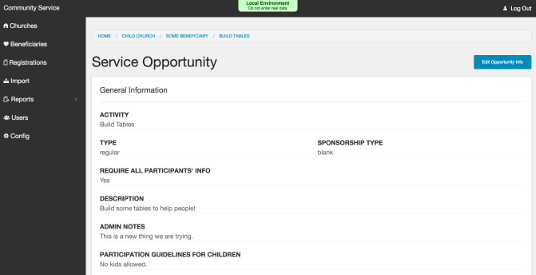 Community Service
Local Environment
Do not enter real data
Log Out
Churches
Beneficiaries
Registrations
Import
Reports
Users
Config
HOME / CHILD CHURCH / SOME BENEFICIARY / BUILD TABLES
Service Opportunity
Edit Opportunity Info
General Information
ACTIVITY
Build Tables
TYPE
regular
SPONSORSHIP TYPE
blank
REQUIRE ALL PARTICIPANTS' INFO
Yes
DESCRIPTION
Build some tables to help people!
ADMIN NOTES
This is a new thing we are trying.
PARTICIPATION GUIDELINES FOR CHILDREN
No kids allowed.